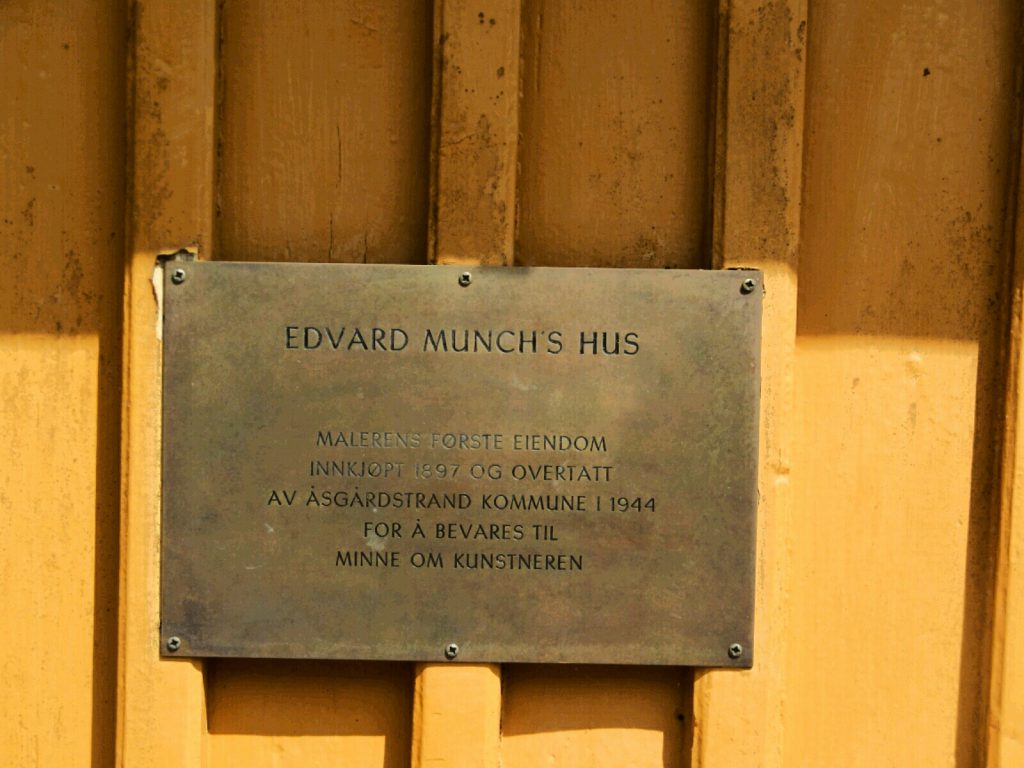 EDVARD MUNCH'S HUS
MALERENS FØRSTE EIENDOM
INNKJØPT 1897 OG OVERTATT
AV ÅSGÅRDSTRAND KOMMUNE I 1944
FOR Å BEVARES TIL
MINNE OM KUNSTNEREN